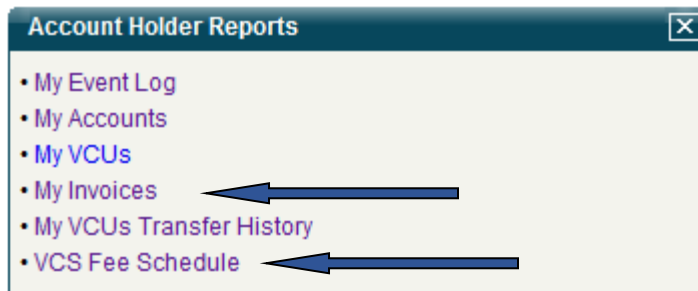 Account Holder Reports
• My Event Log
• My Accounts
• My VCUs
• My Invoices
• My VCUs Transfer History
• VCS Fee Schedule